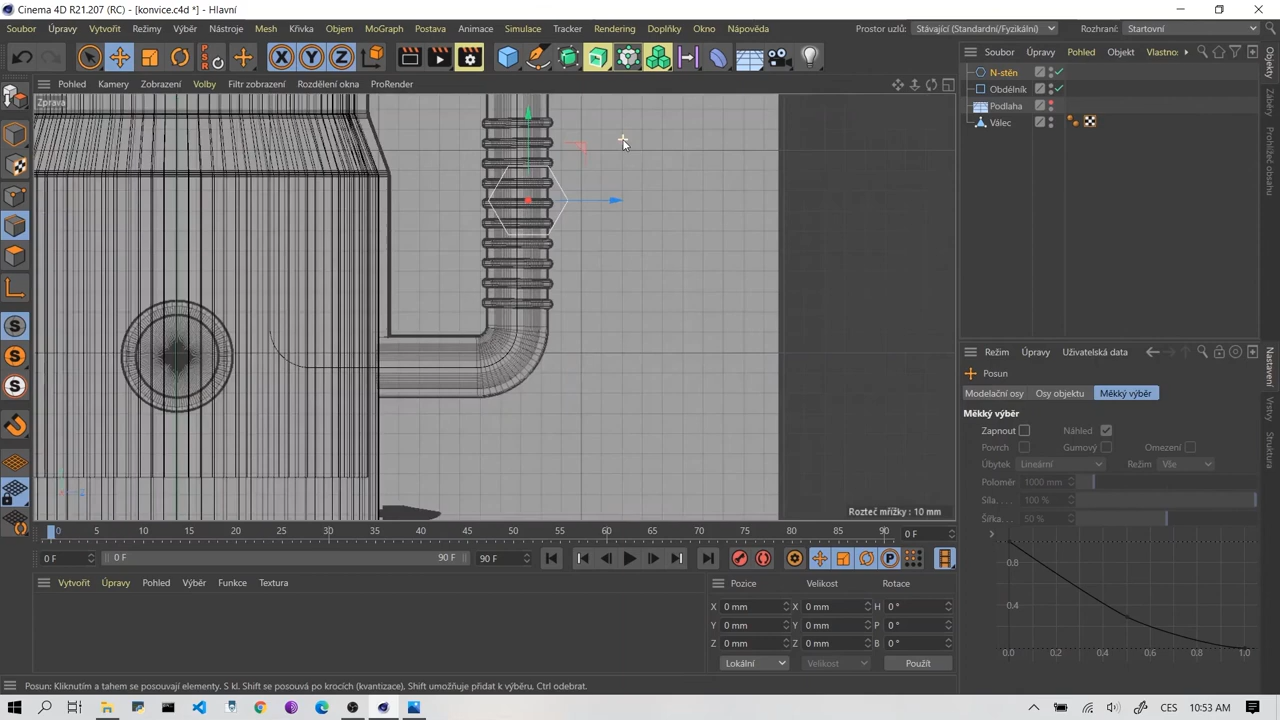 Cinema 4D R21.207 (RC) - [konvice.c4d *] - Hlavní
Soubor Úpravy Vytvořit Režimy Výběr Nástroje Mesh Křivka Objem MoGraph Postava Animace Simulace Tracker Rendering Doplňky Okno Nápověda
Prostor uzlů: Stávající (Standardní/Fyzikální) Rozhraní: Startovní
X Y Z
PSR
Soubor Úpravy Pohled Objekt Vlastno:
Pohled Kamery Zobrazení Volby Filtr zobrazení Rozdělení okna ProRender
Zprava
N-stěn
Obdélník
Podlaha
Válec
Objekty
Záběry
Prohlížeč obsahu
Režim Úpravy Uživatelská data
Posun
Modelační osy Osy objektu Měkký výběr
Měkký výběr
Zapnout Náhled
Povrch Gumový Omezení
Úbytek Lineární Režim Vše
Poloměr 1000 mm
Síla. . . . 100 %
Šířka. . . 50 %
0.8
0.4
0.0 0.2 0.4 0.6 0.8 1.0
Nastavení
Vrstvy
Struktura
Rozteč mřížky : 10 mm
0 5 10 15 20 25 30 35 40 45 50 55 60 65 70 75 80 85 90 0 F
0 F 0 F 90 F 90 F
Vytvořit Úpravy Pohled Výběr Funkce Textura
Pozice Velikost Rotace
X 0 mm X 0 mm H 0 °
Y 0 mm Y 0 mm P 0 °
Z 0 mm Z 0 mm B 0 °
Lokální Velikost Použít
Posun: Kliknutím a tahem se posouvají elementy. S kl. Shift se posouvá po krocích (kvantizace), Shift umožňuje přidat k výběru, Ctrl odebrat.
CES 10:53 AM